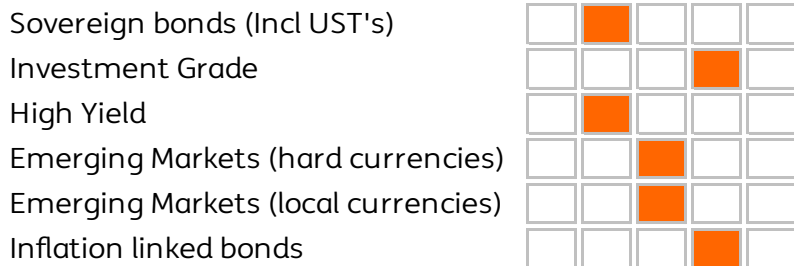 Sovereign bonds (Incl UST's)
Investment Grade
High Yield
Emerging Markets (hard currencies)
Emerging Markets (local currencies)
Inflation linked bonds